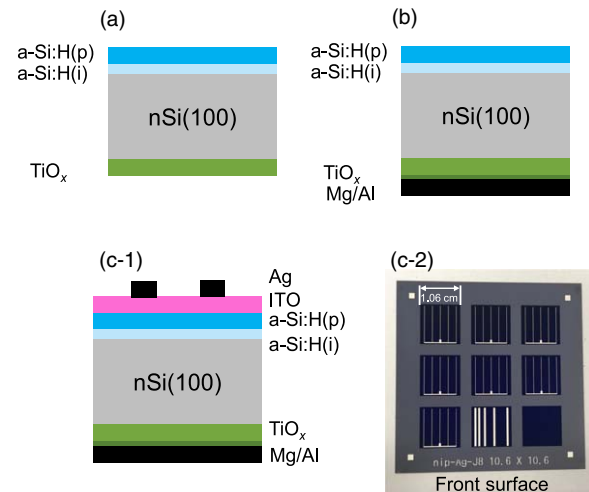 (a)
a-Si:H(p)
a-Si:H(i)
nSi(100)
TiOx
(b)
a-Si:H(p)
a-Si:H(i)
nSi(100)
TiOx
Mg/Al
(c-1)
Ag
ITO
a-Si:H(p)
a-Si:H(i)
nSi(100)
TiOx
Mg/Al
(c-2)
1.06 cm
nip-Ag-J8 10.6 X 10.6
Front surface